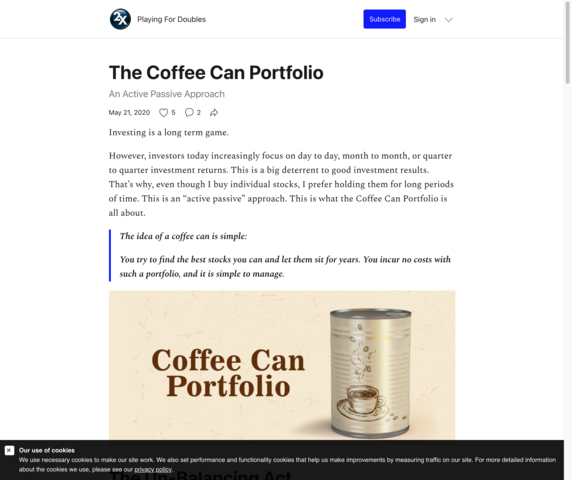 Playing For Doubles
Subscribe
Sign in
The Coffee Can Portfolio
An Active Passive Approach
May 21, 2020
5
2
Investing is a long term game.
However, investors today increasingly focus on day to day, month to month, or quarter
to quarter investment returns. This is a big deterrent to good investment results.
That's why, even though I buy individual stocks, I prefer holding them for long periods
of time. This is an “active passive” approach. This is what the Coffee Can Portfolio is
all about.
The idea of a coffee can is simple:
You try to find the best stocks you can and let them sit for years. You incur no costs with
such a portfolio, and it is simple to manage.
Coffee Can
Portfolio
Our use of cookies
We use necessary cookies to make our site work. We also set performance and functionality cookies that help us make improvements by measuring traffic on our site. For more detailed information
about the cookies we use, please see our privacy policy.
The Un-Balancing Act